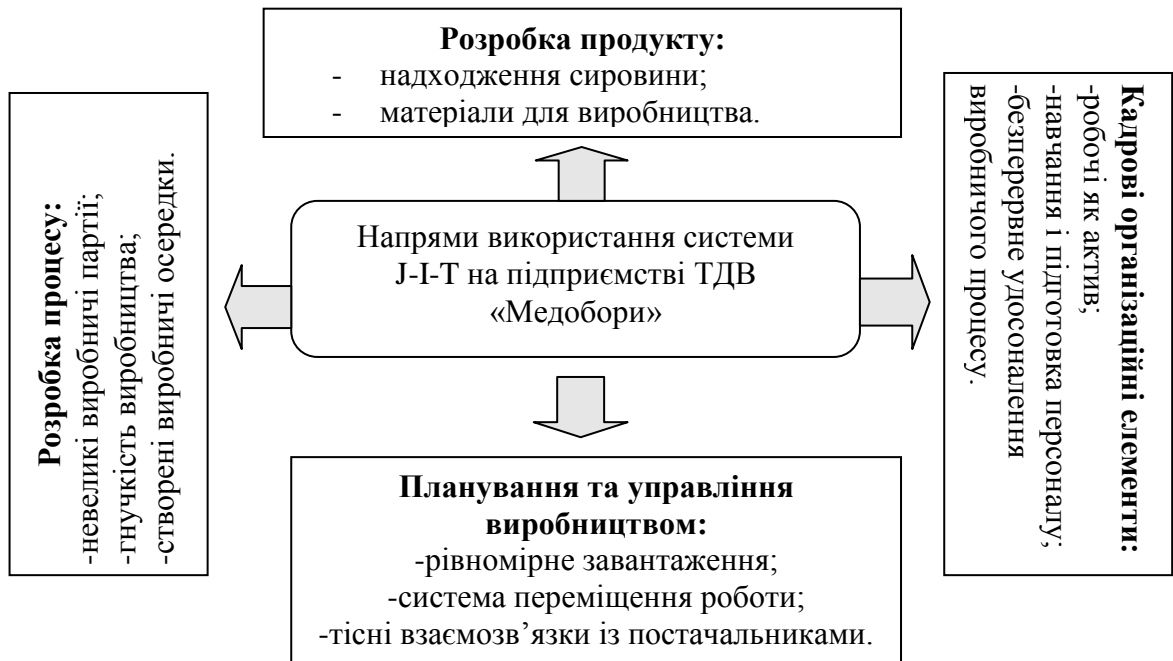 Розробка продукту:
- надходження сировини;
- матеріали для виробництва.
Розробка процесу:
-невеликі виробничі партії;
-гнучкість виробництва;
-створені виробничі осередки.
Напрями використання системи
J-I-T на підприємстві ТДВ
«Медобори»
Кадрові організаційні елементи:
-робочі як актив;
-навчання і підготовка персоналу;
-безперервне удосоналення
виробничого процесу.
Планування та управління
виробництвом:
-рівномірне завантаження;
-система переміщення роботи;
-тісні взаємозв’язки із постачальниками.